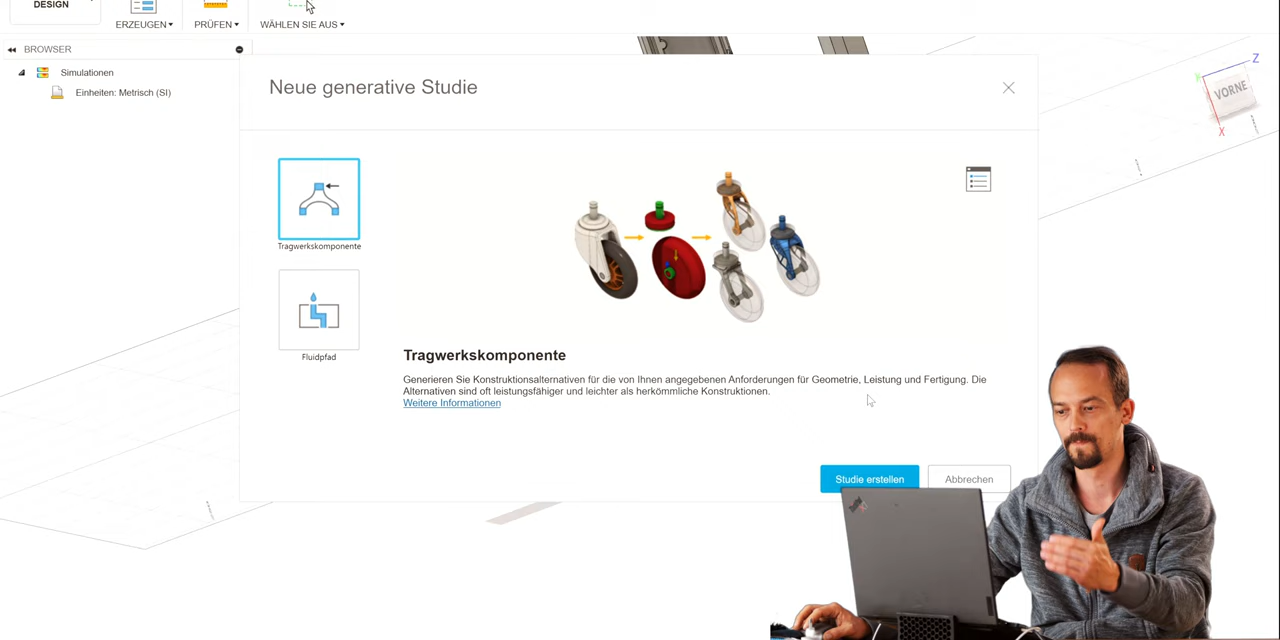 DESIGN
ERZEUGEN▾ PRÜFEN▾ WÄHLEN SIE AUS▾
BROWSER
Simulationen
Einheiten: Metrisch (SI)
Neue generative Studie
Z
VORNE
X
Tragwerkskomponente
Fluidpfad
Tragwerkskomponente
Generieren Sie Konstruktionsalternativen für die von Ihnen angegebenen Anforderungen für Geometrie, Leistung und Fertigung. Die
Alternativen sind oft leistungsfähiger und leichter als herkömmliche Konstruktionen.
Weitere Informationen
Studie erstellen
Abbrechen